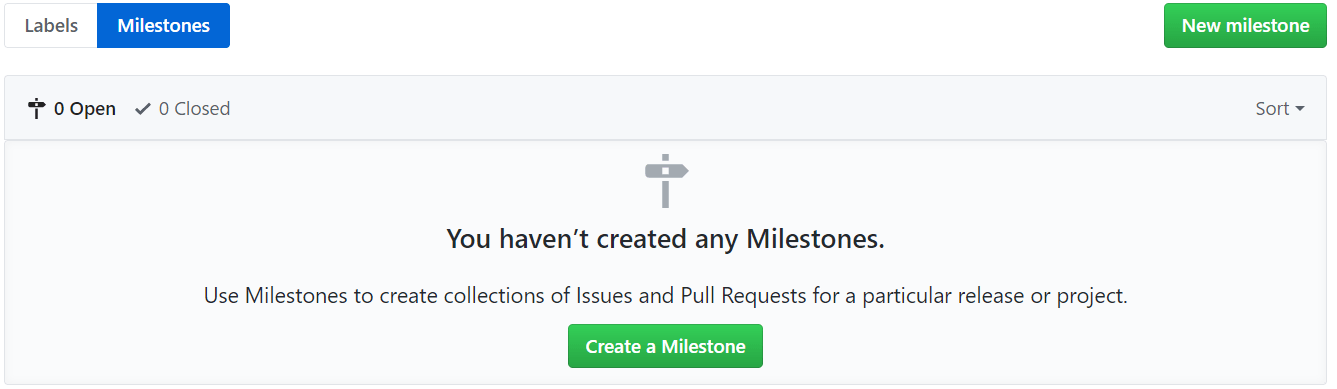 Labels Milestones New milestone
0 Open 0 Closed Sort
You haven’t created any Milestones.
Use Milestones to create collections of Issues and Pull Requests for a particular release or project.
Create a Milestone